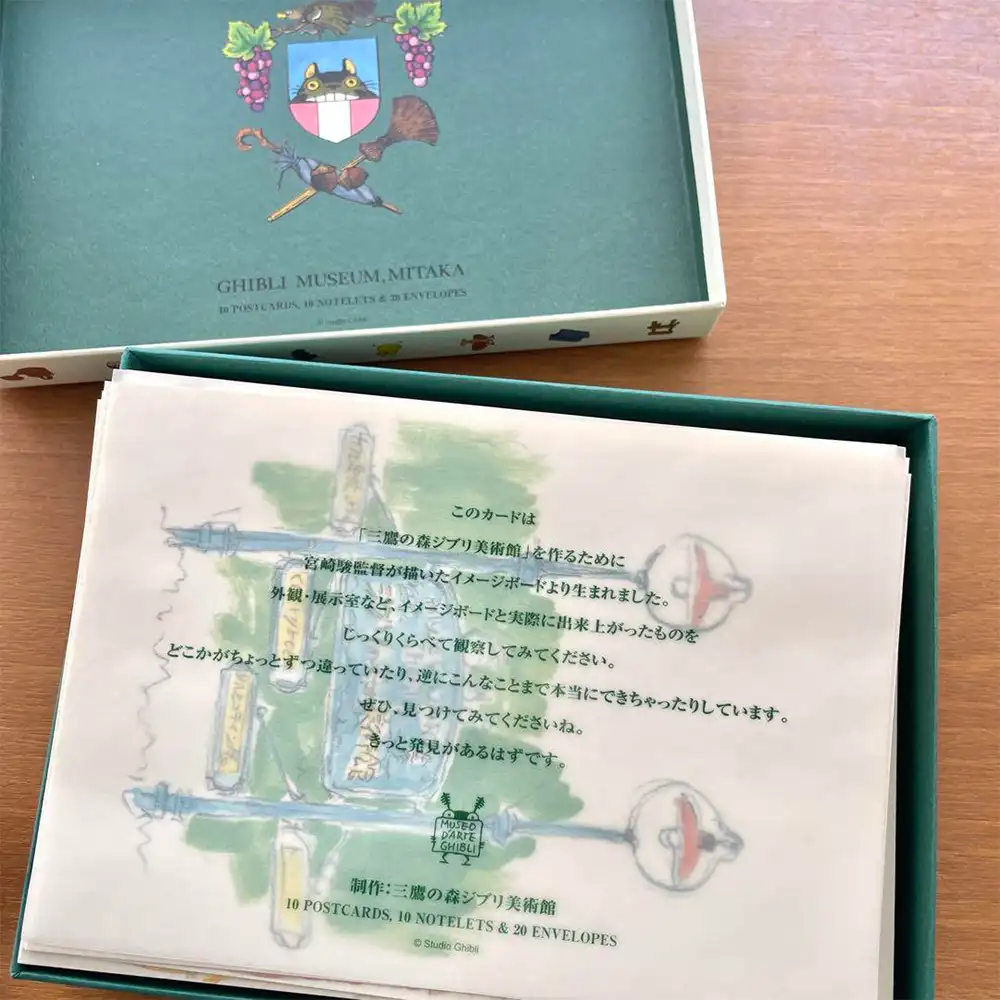 GHIBLI MUSEUM, MITAKA
10 POSTCARDS, 10 NOTELETS & 20 ENVELOPES
© Studio Ghibli
このカードは
「三鷹の森ジブリ美術館」を作るために
宮崎駿監督が描いたイメージボードより生まれました。
外観・展示室など、イメージボードと実際に出来上がったものを
じっくりくらべて観察してみてください。
どこかがちょっとずつ違っていたり、逆にこんなことまで本当にできちゃったりしています。
ぜひ、見つけてみてくださいね。
きっと発見があるはずです。
MUSEO
D'ARTE
GHIBLI
制作：三鷹の森ジブリ美術館
10 POSTCARDS, 10 NOTELETS & 20 ENVELOPES
© Studio Ghibli